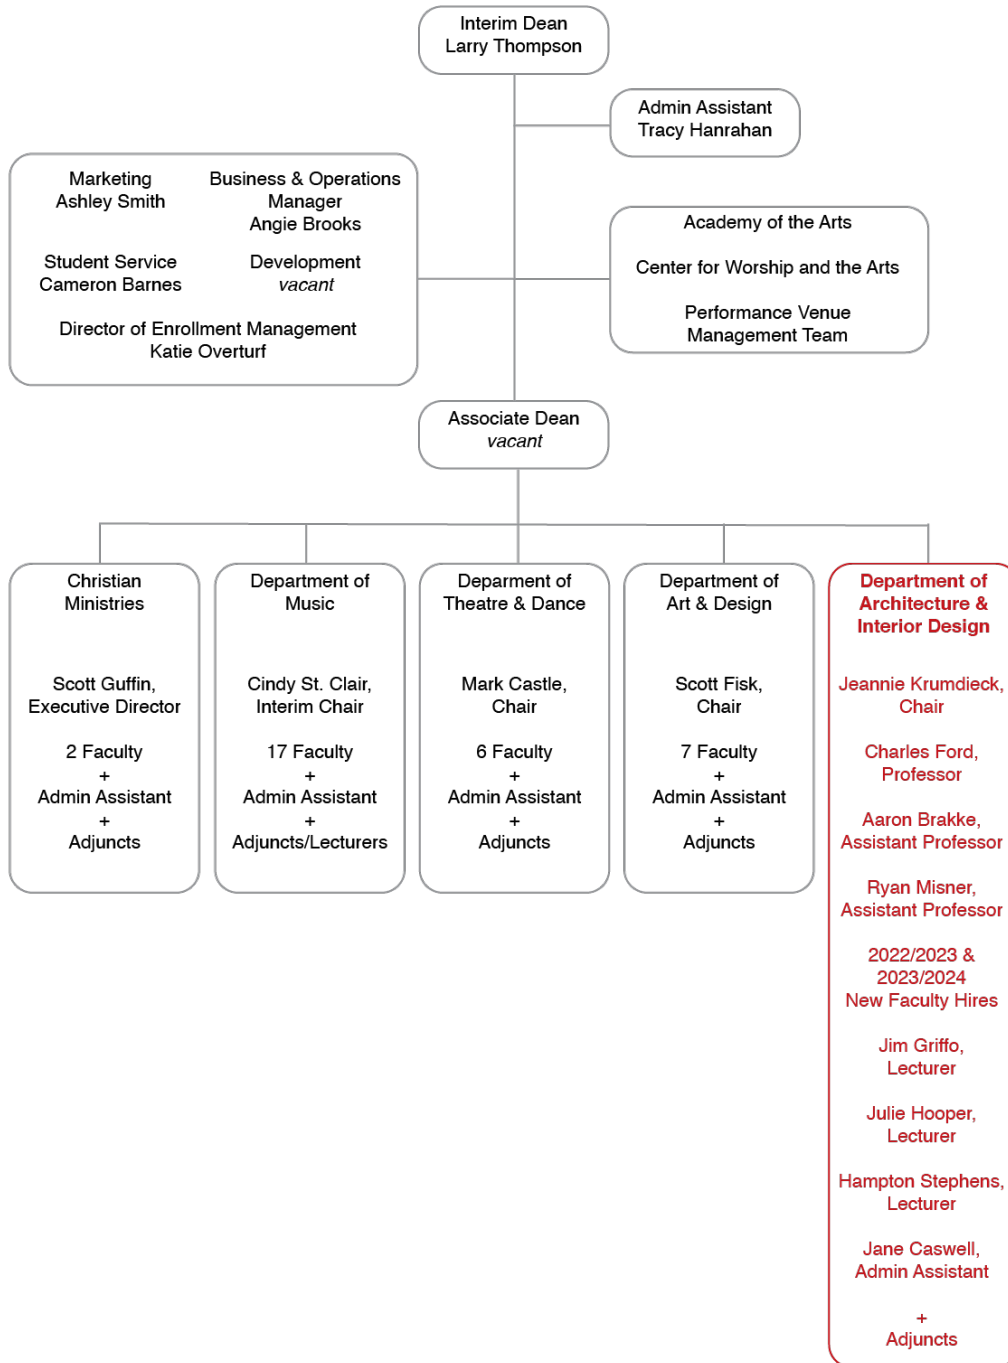 Interim Dean
Larry Thompson
Admin Assistant
Tracy Hanrahan
Marketing
Ashley Smith
Business & Operations
Manager
Angie Brooks
Student Service
Cameron Barnes
Development
vacant
Director of Enrollment Management
Katie Overturf
Academy of the Arts
Center for Worship and the Arts
Performance Venue
Management Team
Associate Dean
vacant
Christian
Ministries
Scott Guffin,
Executive Director
2 Faculty
+
Admin Assistant
+
Adjuncts
Department of
Music
Cindy St. Clair,
Interim Chair
17 Faculty
+
Admin Assistant
+
Adjuncts/Lecturers
Deparment of
Theatre & Dance
Mark Castle,
Chair
6 Faculty
+
Admin Assistant
+
Adjuncts
Department of
Art & Design
Scott Fisk,
Chair
7 Faculty
+
Admin Assistant
+
Adjuncts
Department of
Architecture &
Interior Design
Jeannie Krumdieck,
Chair
Charles Ford,
Professor
Aaron Brakke,
Assistant Professor
Ryan Misner,
Assistant Professor
2022/2023 &
2023/2024
New Faculty Hires
Jim Griffo,
Lecturer
Julie Hooper,
Lecturer
Hampton Stephens,
Lecturer
Jane Caswell,
Admin Assistant
+
Adjuncts